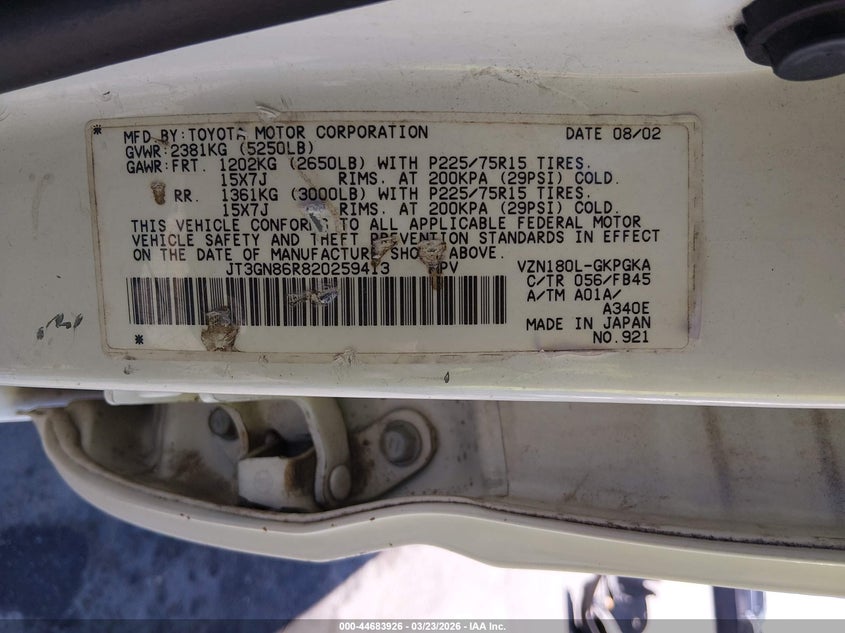 * MFD BY: TOYOTA MOTOR CORPORATION DATE 08/02
GVWR: 2381KG (5250LB)
GAWR: FRT. 1202KG (2650LB) WITH P225/75R15 TIRES.
15X7J RIMS. AT 200KPA (29PSI) COLD.
RR. 1361KG (3000LB) WITH P225/75R15 TIRES.
15X7J RIMS. AT 200KPA (29PSI) COLD.
THIS VEHICLE CONFORMS TO ALL APPLICABLE FEDERAL MOTOR
VEHICLE SAFETY AND THEFT PREVENTION STANDARDS IN EFFECT
ON THE DATE OF MANUFACTURE SHOWN ABOVE.
JT3GN86R820259413 MPV VZN180L-GKPGKA
C/TR 056/FB45
A/TM A01A/
A340E
MADE IN JAPAN
* NO.921
000-44683926 - 03/23/2026 - IAA Inc.